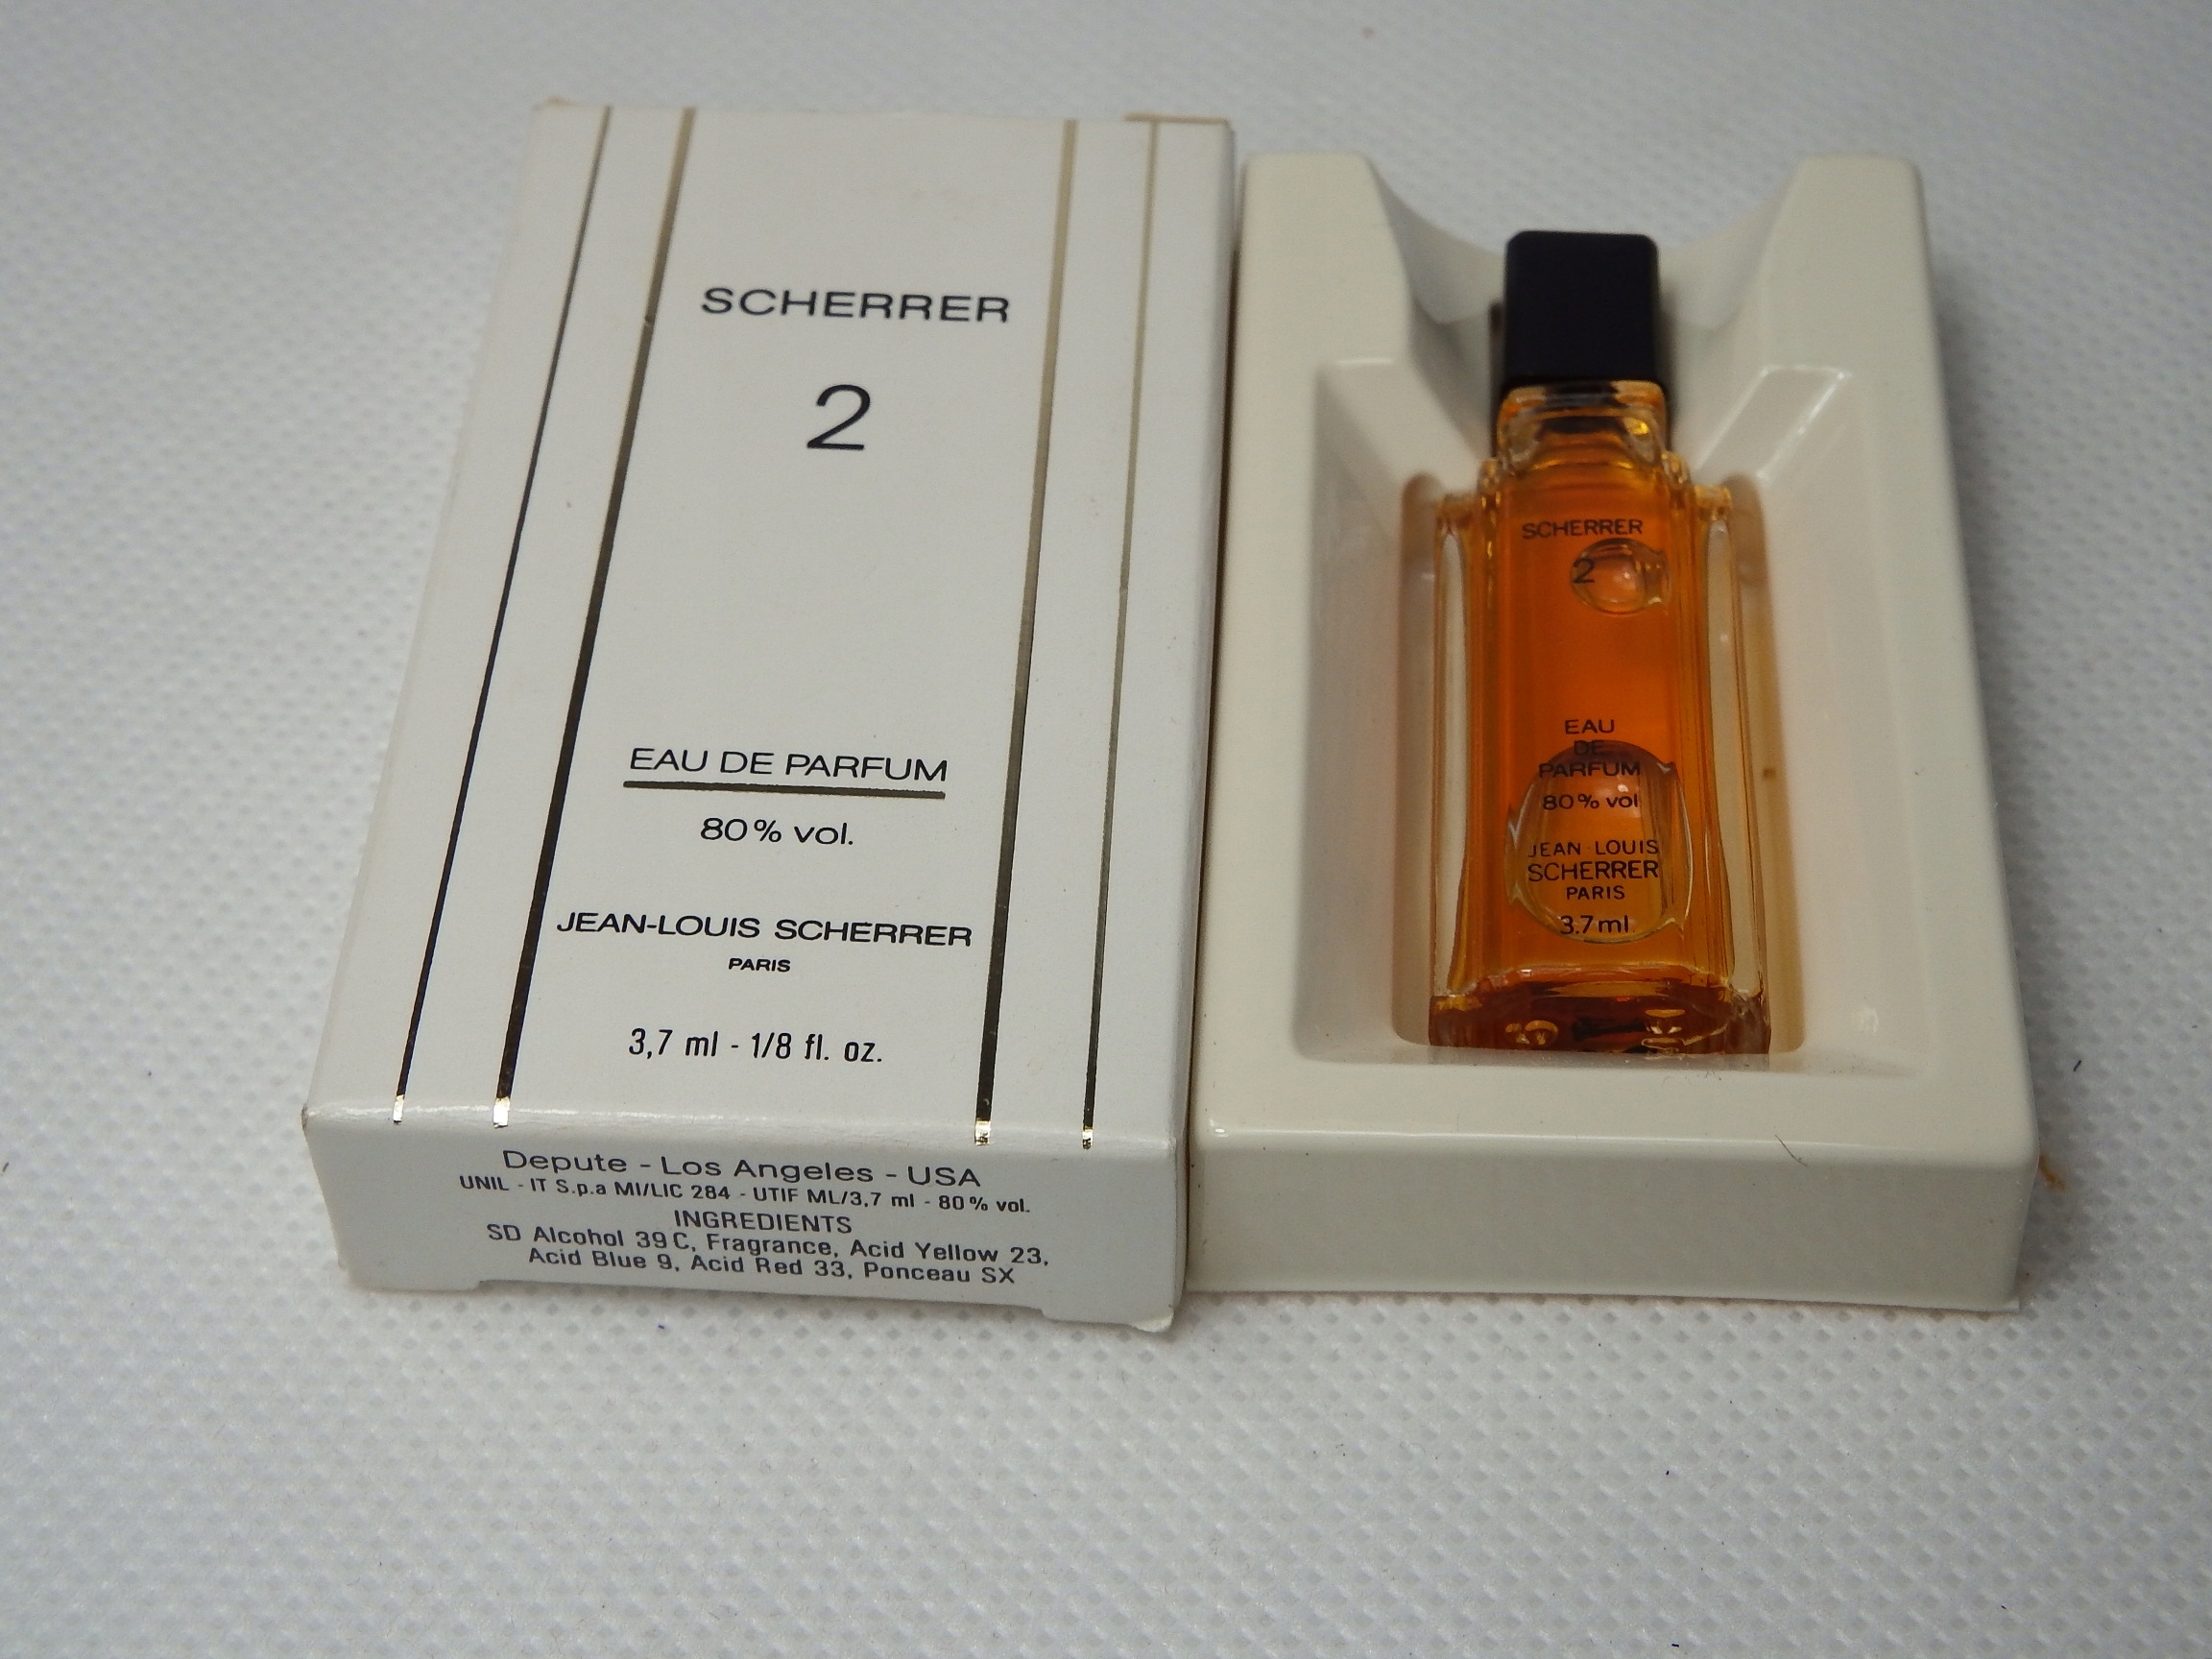 SCHERRER
2
EAU DE PARFUM
80% vol.
JEAN-LOUIS SCHERRER
PARIS
3,7 ml - 1/8 fl. oz.
Depute - Los Angeles - USA
UNIL - IT S.p.a MI/LIC 284 - UTIF ML/3,7 ml - 80% vol.
INGREDIENTS
SD Alcohol 39C, Fragrance, Acid Yellow 23,
Acid Blue 9, Acid Red 33, Ponceau SX
SCHERRER
2
EAU
DE
PARFUM
80% vol
JEAN LOUIS
SCHERRER
PARIS
3.7ml